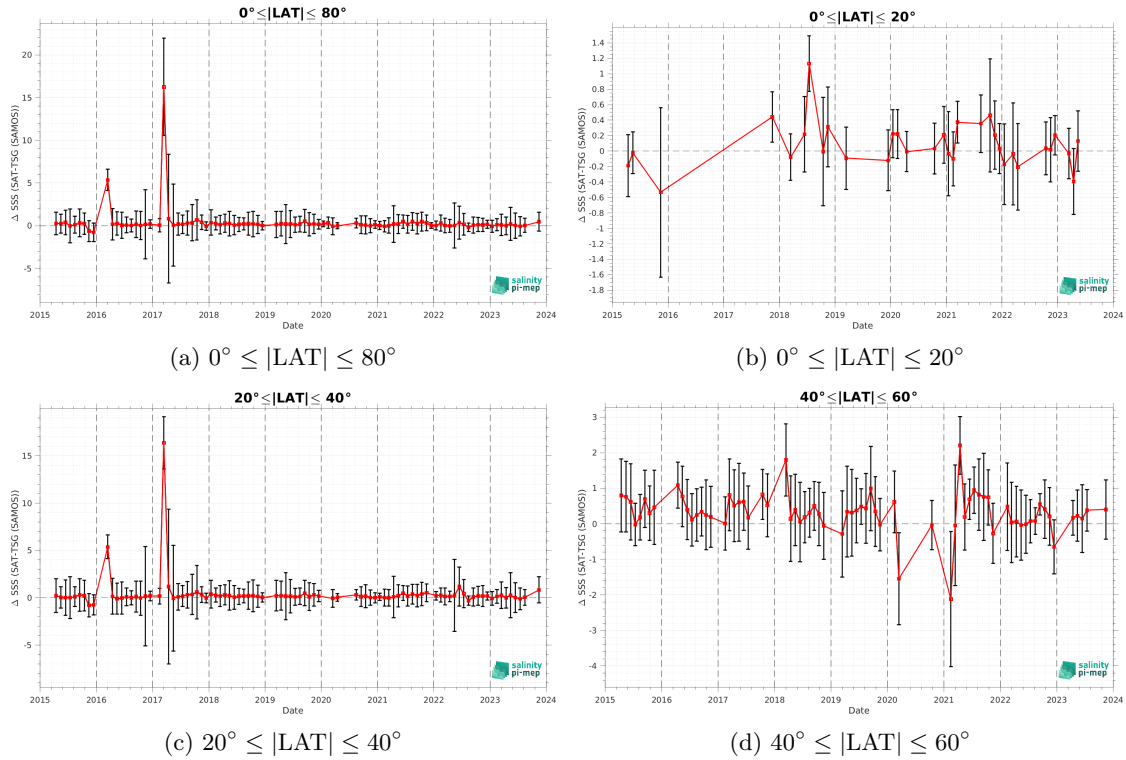 0°≤|LAT|≤ 80°
Δ SSS (SAT-TSG (SAMOS))
20
15
10
5
0
-5
2015 2016 2017 2018 2019 2020 2021 2022 2023 2024
Date
salinity
pi-mep
(a) 0° ≤ |LAT| ≤ 80°
0°≤|LAT|≤ 20°
Δ SSS (SAT-TSG (SAMOS))
1.4
1.2
1
0.8
0.6
0.4
0.2
0
-0.2
-0.4
-0.6
-0.8
-1
-1.2
-1.4
-1.6
-1.8
2015 2016 2017 2018 2019 2020 2021 2022 2023 2024
Date
salinity
pi-mep
(b) 0° ≤ |LAT| ≤ 20°
20°≤|LAT|≤ 40°
Δ SSS (SAT-TSG (SAMOS))
15
10
5
0
-5
2015 2016 2017 2018 2019 2020 2021 2022 2023 2024
Date
salinity
pi-mep
(c) 20° ≤ |LAT| ≤ 40°
40°≤|LAT|≤ 60°
Δ SSS (SAT-TSG (SAMOS))
3
2
1
0
-1
-2
-3
-4
2015 2016 2017 2018 2019 2020 2021 2022 2023 2024
Date
salinity
pi-mep
(d) 40° ≤ |LAT| ≤ 60°